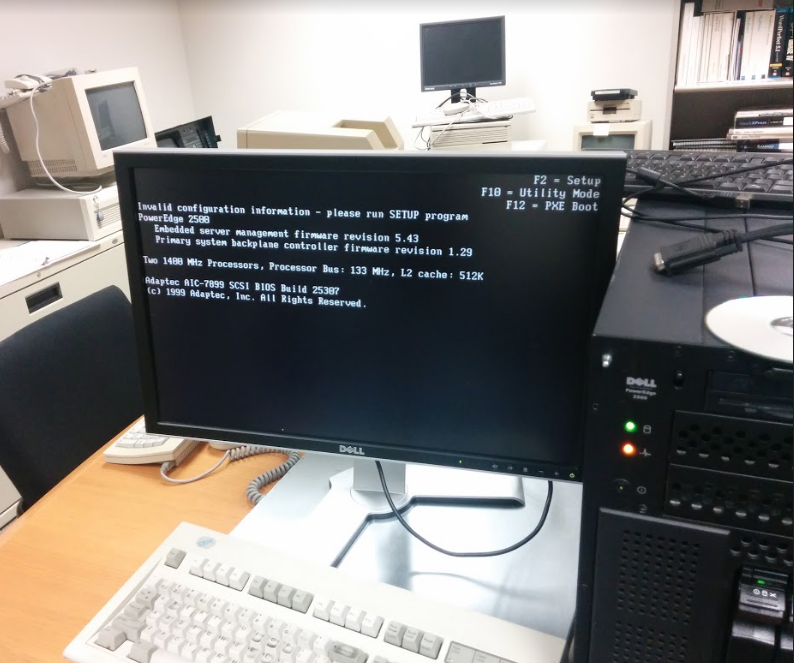 F2 = Setup
F10 = Utility Mode
F12 = PXE Boot
Invalid configuration information - please run SETUP program
PowerEdge 2500
Embedded server management firmware revision 5.43
Primary system backplane controller firmware revision 1.29
Two 1400 MHz Processors, Processor Bus: 133 MHz, L2 cache: 512K
Adaptec AIC-7899 SCSI BIOS Build 25307
(c) 1999 Adaptec, Inc. All Rights Reserved.
DELL
DELL
PowerEdge
2500